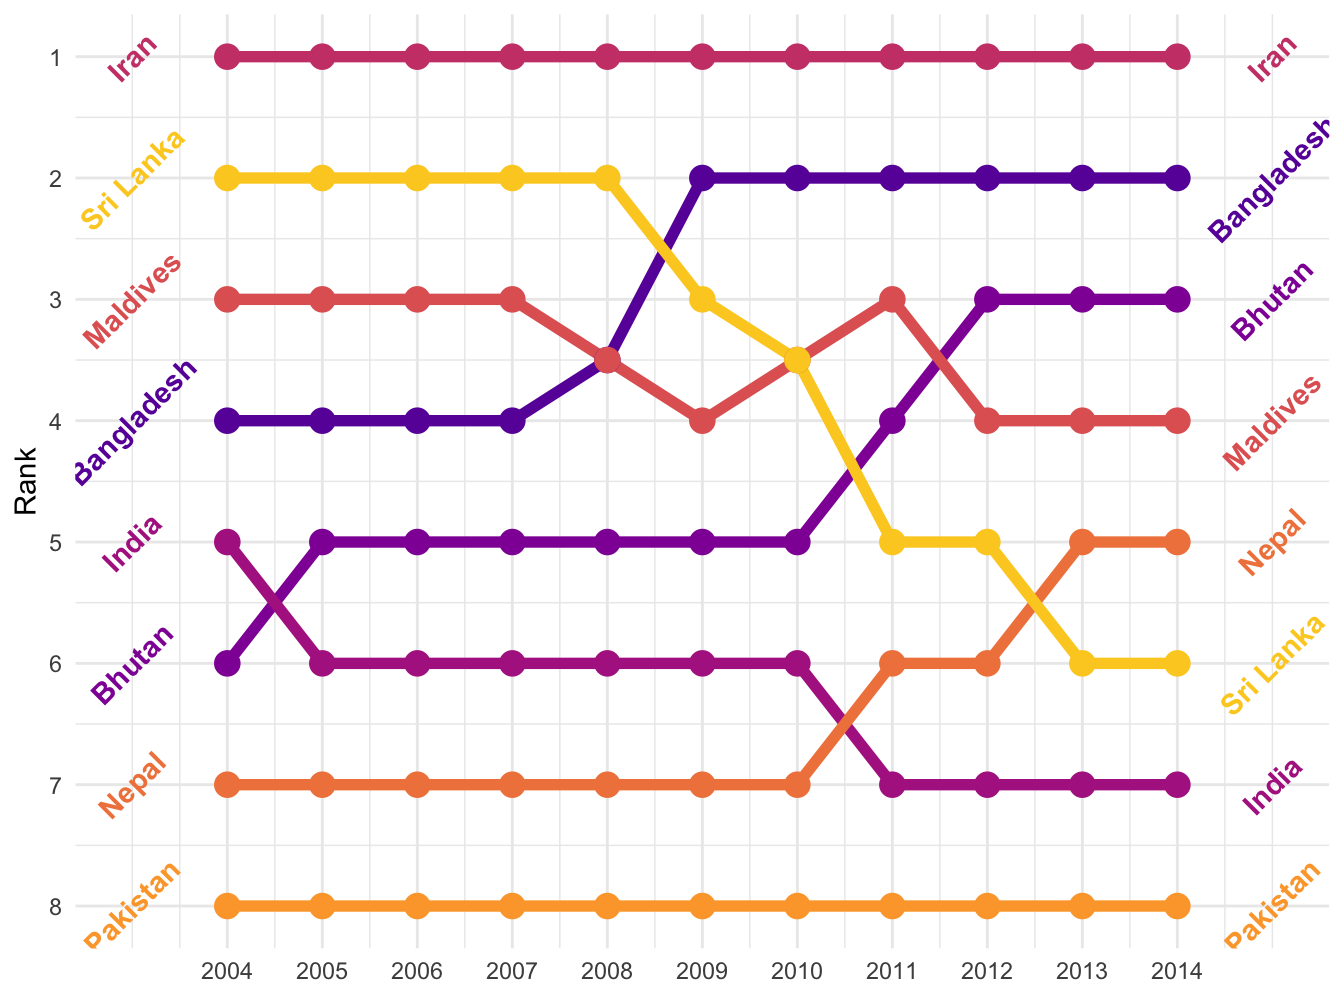 1
2
3
4
5
6
7
8
Rank
Iran
Sri Lanka
Maldives
Bangladesh
India
Bhutan
Nepal
Pakistan
Iran
Bangladesh
Bhutan
Maldives
Nepal
Sri Lanka
India
Pakistan
2004 2005 2006 2007 2008 2009 2010 2011 2012 2013 2014